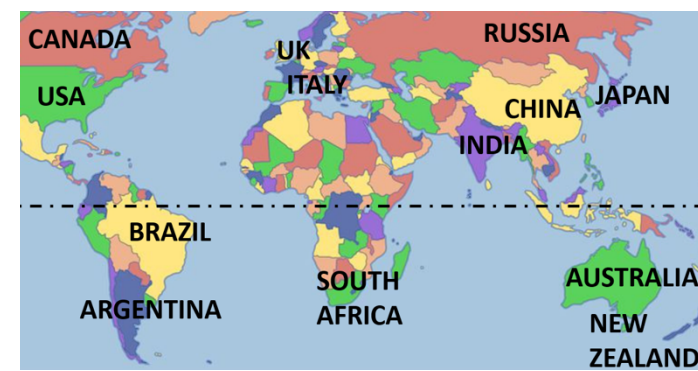 CANADA
RUSSIA
UK
ITALY
USA
JAPAN
CHINA
INDIA
BRAZIL
AUSTRALIA
SOUTH
AFRICA
ARGENTINA
NEW
ZEALAND